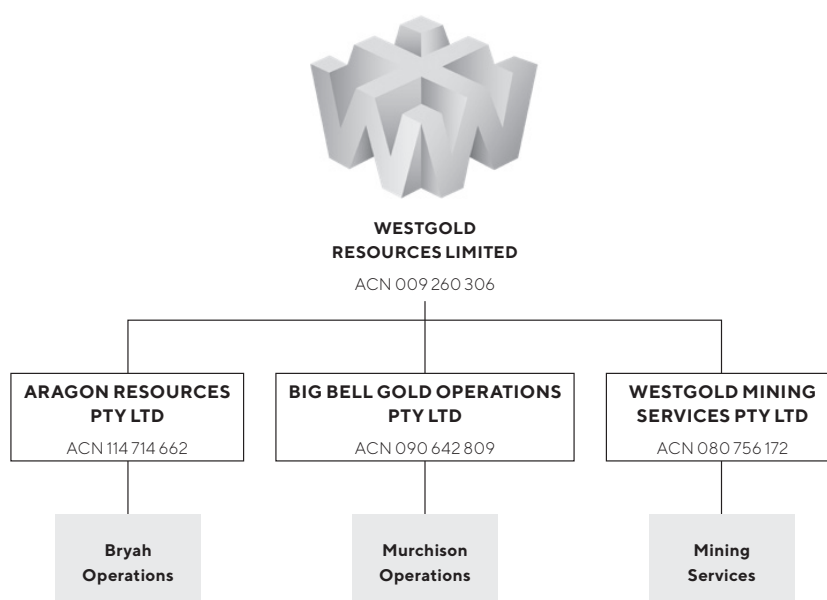 WESTGOLD
RESOURCES LIMITED
ACN 009 260 306
ARAGON RESOURCES
PTY LTD
ACN 114 714 662
BIG BELL GOLD OPERATIONS
PTY LTD
ACN 090 642 809
WESTGOLD MINING
SERVICES PTY LTD
ACN 080 756 172
Bryah
Operations
Murchison
Operations
Mining
Services